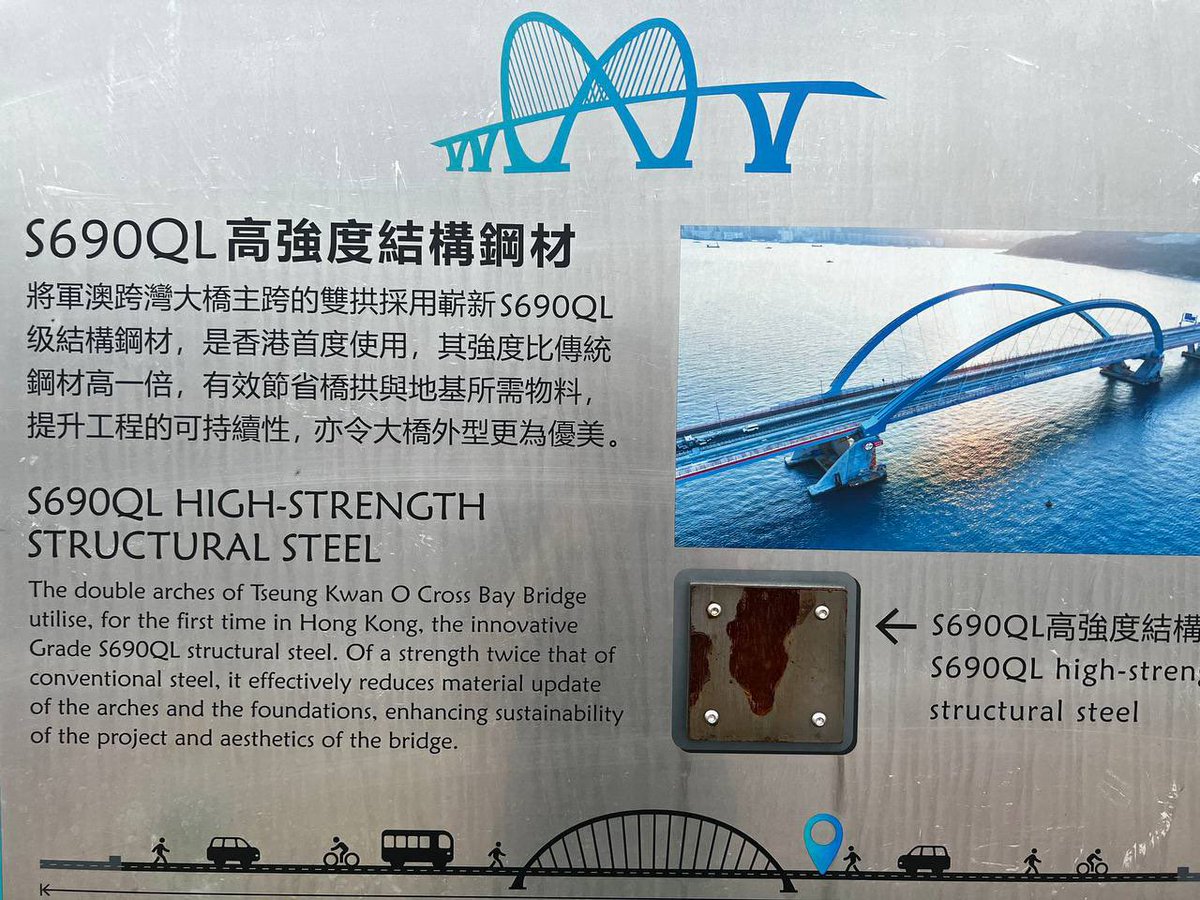 S690QL高強度結構鋼材
將軍澳跨灣大橋主跨的雙拱採用嶄新S690QL
级結構鋼材，是香港首度使用，其強度比傳統
鋼材高一倍，有效節省橋拱與地基所需物料，
提升工程的可持續性，亦令大橋外型更為優美。
S690QL HIGH-STRENGTH
STRUCTURAL STEEL
The double arches of Tseung Kwan O Cross Bay Bridge
utilise, for the first time in Hong Kong, the innovative
Grade S690QL structural steel. Of a strength twice that of
conventional steel, it effectively reduces material update
of the arches and the foundations, enhancing sustainability
of the project and aesthetics of the bridge.
S690QL高強度結構
S690QL high-streng
structural steel